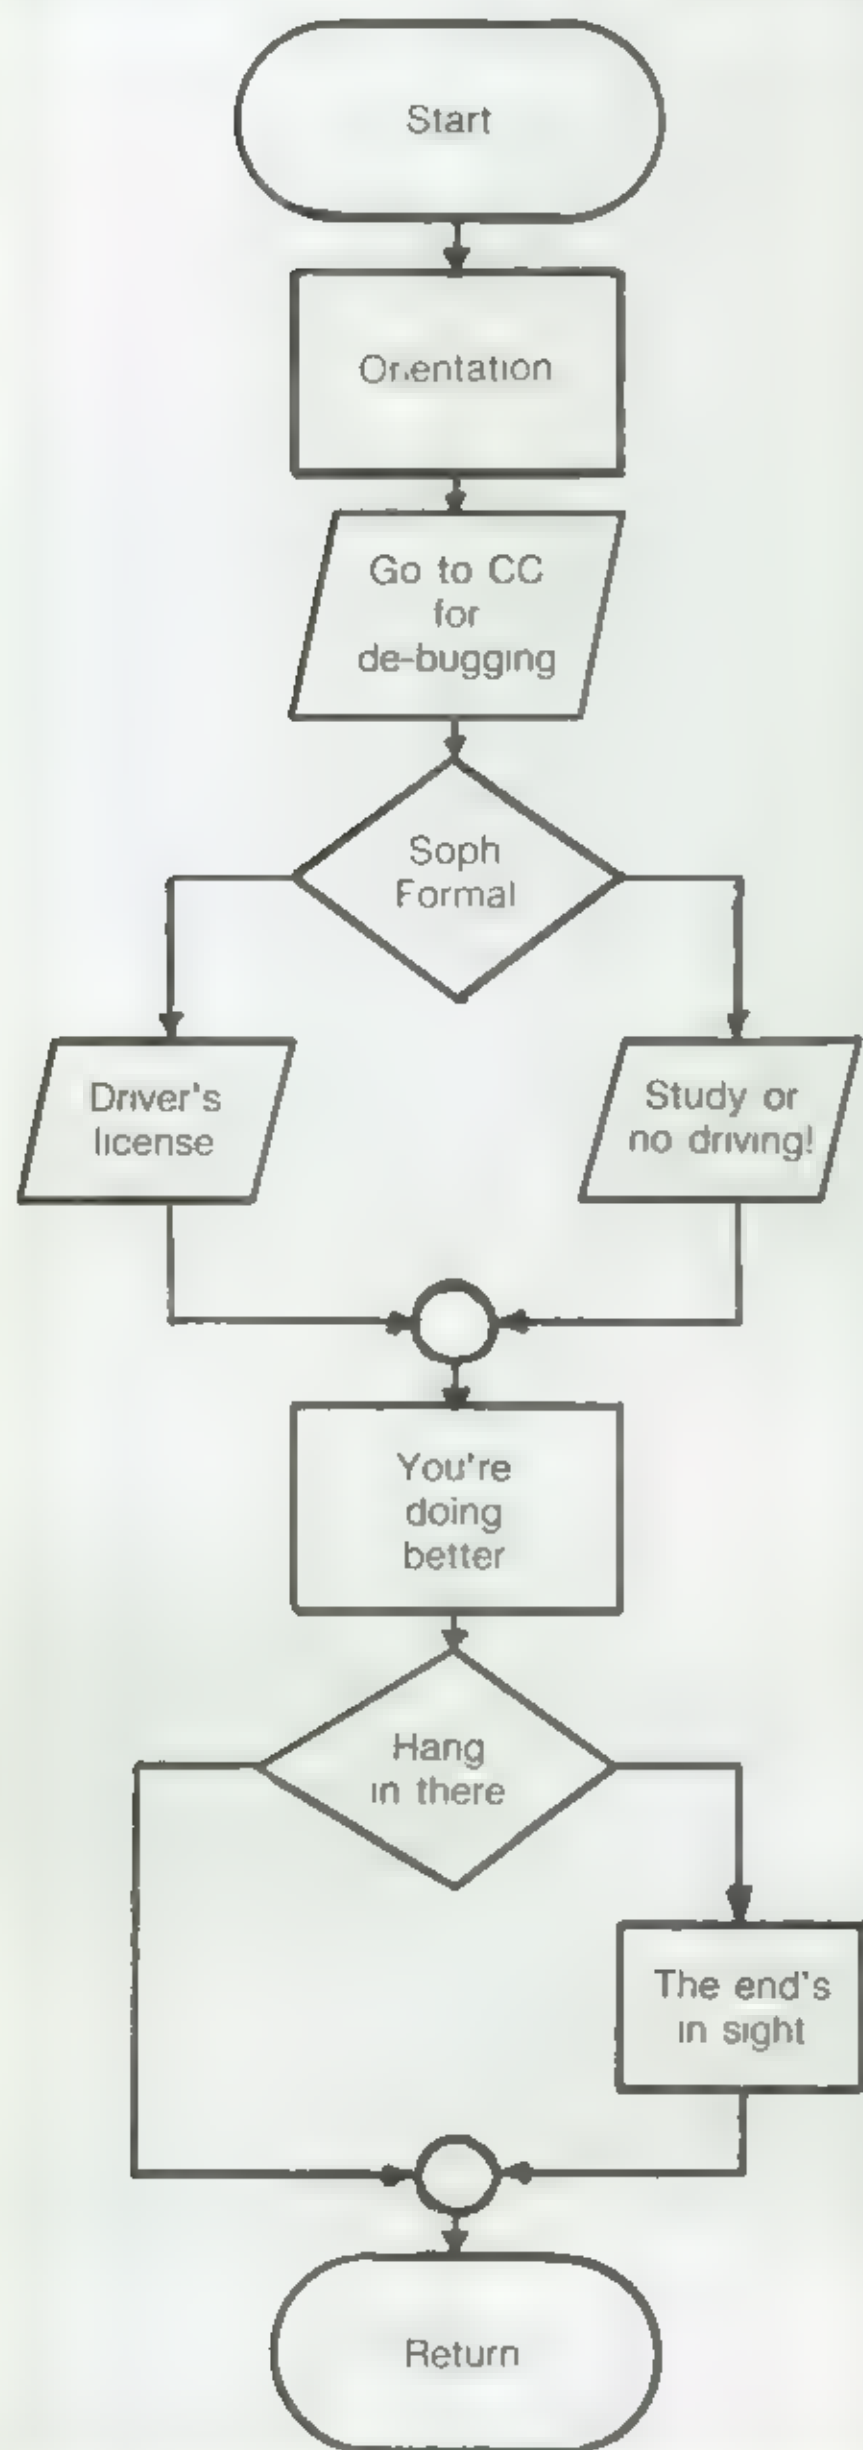 Start
Orientation
Go to CC
for
de-bugging
Soph
Formal
Driver's
license
Study or
no driving!
You're
doing
better
Hang
in there
The end's
in sight
Return